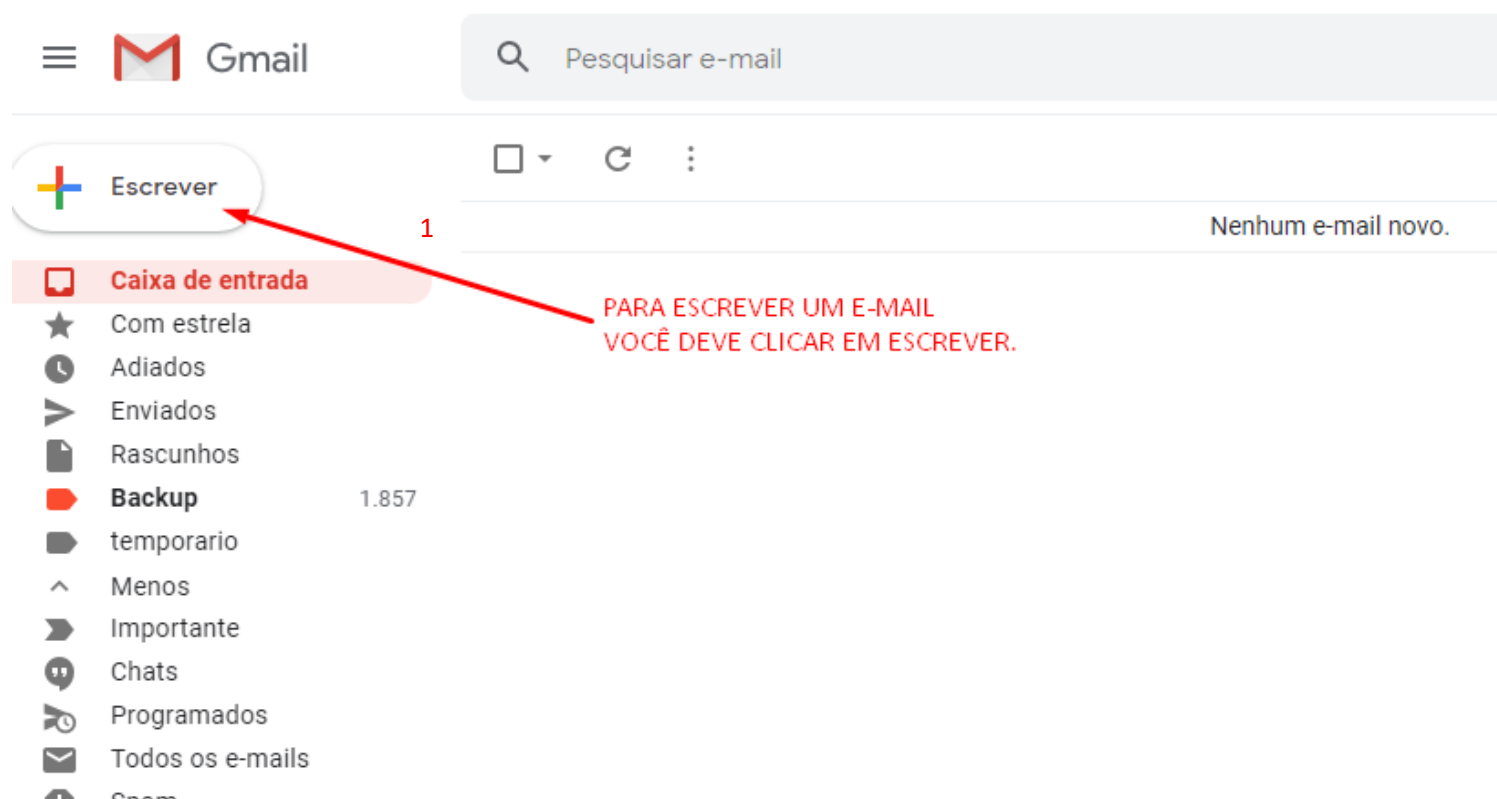 Gmail
Pesquisar e-mail
Escrever
1
Nenhum e-mail novo.
Caixa de entrada
PARA ESCREVER UM E-MAIL
VOCÊ DEVE CLICAR EM ESCREVER.
Com estrela
Adiados
Enviados
Rascunhos
Backup 1.857
temporario
Menos
Importante
Chats
Programados
Todos os e-mails